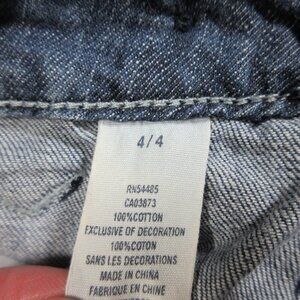 4/4
RN54485
CA03873
100%COTTON
EXCLUSIVE OF DECORATION
100%COTON
SANS LES DECORATIONS
MADE IN CHINA
FABRIQUE EN CHINE